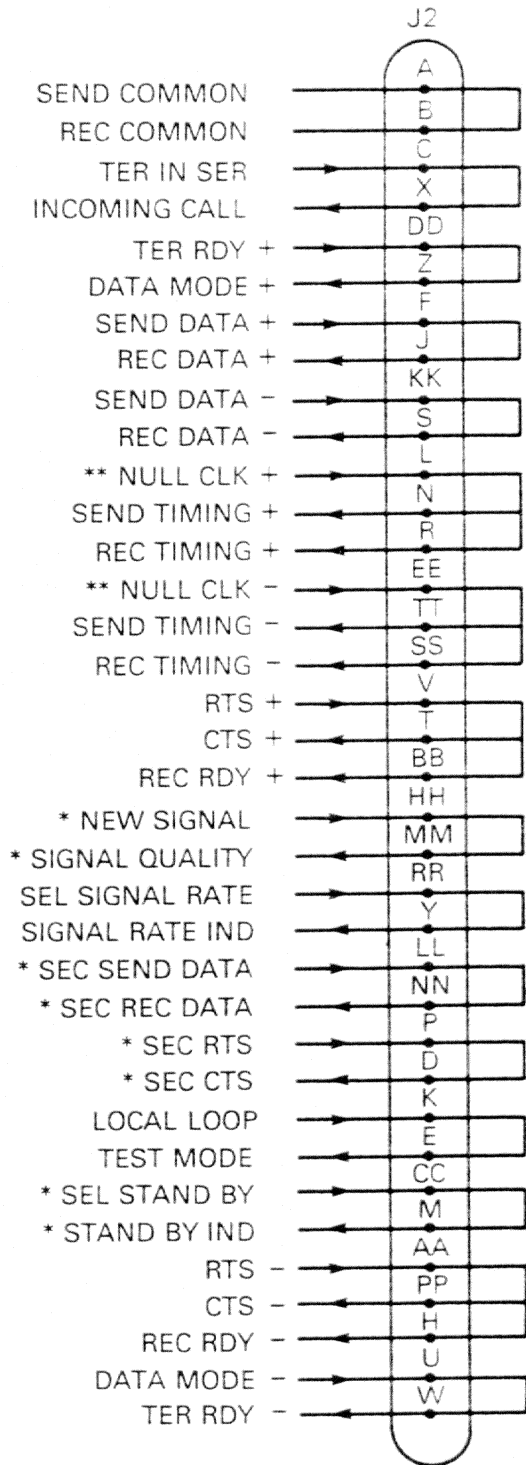 J2
A
SEND COMMON
B
REC COMMON
C
TER IN SER
X
INCOMING CALL
DD
TER RDY +
Z
DATA MODE +
F
SEND DATA +
J
REC DATA +
KK
SEND DATA -
S
REC DATA -
L
** NULL CLK +
N
SEND TIMING +
R
REC TIMING +
EE
** NULL CLK -
TT
SEND TIMING -
SS
REC TIMING -
V
RTS +
T
CTS +
BB
REC RDY +
HH
* NEW SIGNAL
MM
* SIGNAL QUALITY
RR
SEL SIGNAL RATE
Y
SIGNAL RATE IND
LL
* SEC SEND DATA
NN
* SEC REC DATA
P
* SEC RTS
D
* SEC CTS
K
LOCAL LOOP
E
TEST MODE
CC
* SEL STAND BY
M
* STAND BY IND
AA
RTS -
PP
CTS -
H
REC RDY -
U
DATA MODE -
W
TER RDY -